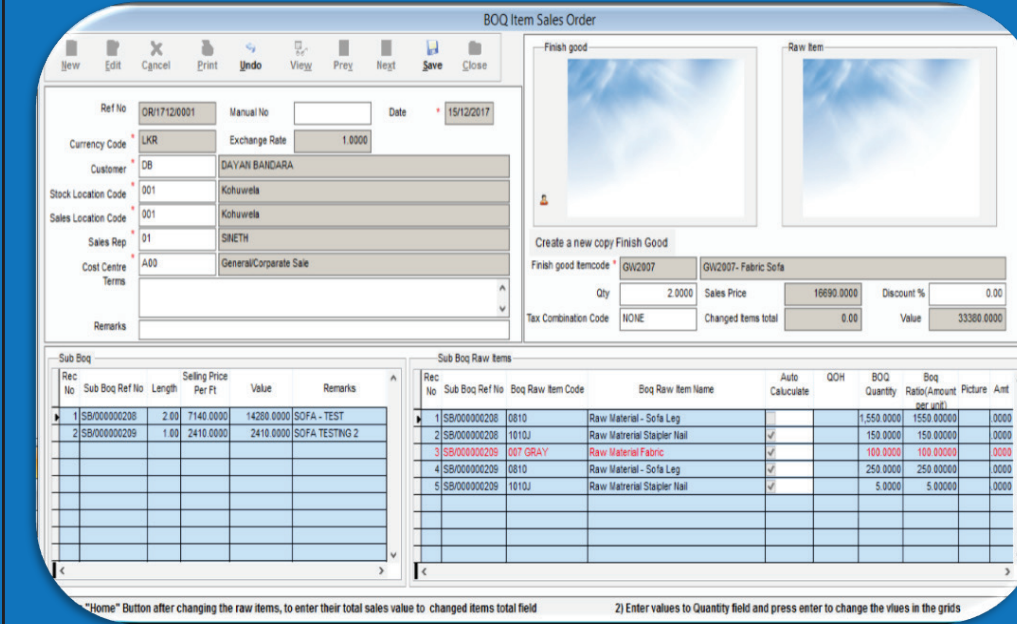 BOQ Item Sales Order
New Edit Cancel Print Undo View Prev Next Save Close
Finish good Raw Item
Ref No OR/1712/0001 Manual No Date * 15/12/2017
Currency Code * LKR Exchange Rate 1.0000
Customer * DB DAYAN BANDARA
Stock Location Code * 001 Kohuwela
Sales Location Code * 001 Kohuwela
Sales Rep * 01 SINETH
Cost Centre * A00 General/Corporate Sale
Terms
Remarks
Create a new copy Finish Good
Finish good Itemcode * GW2007 GW2007- Fabric Sofa
Qty 2.0000 Sales Price 16690.0000 Discount % 0.00
Tax Combination Code NONE Changed Items total 0.00 Value 33380.0000
Sub Boq
Rec No Sub Boq Ref No Length Selling Price Per Ft Value Remarks
1 SB/000000208 2.00 7140.0000 14280.0000 SOFA - TEST
2 SB/000000209 1.00 2410.0000 2410.0000 SOFA TESTING 2
Sub Boq Raw Items
Rec No Sub Boq Ref No Boq Raw Item Code Boq Raw Item Name Auto Caluculate QOH BOQ Quantity Boq Ratio(Amount per unit) Picture Amt
1 SB/000000208 0810 Raw Material - Sofa Leg 1,550.0000 1550.00000 .0000
2 SB/000000208 1010J Raw Matrerial Staipler Nail 150.0000 150.00000 .0000
3 SB/000000209 007 GRAY Raw Material Fabric 100.0000 100.00000 .0000
4 SB/000000209 0810 Raw Material - Sofa Leg 250.0000 250.00000 .0000
5 SB/000000209 1010J Raw Matrerial Staipler Nail 5.0000 5.00000 .0000
"Home" Button after changing the raw items, to enter their total sales value to changed items total field 2) Enter values to Quantity field and press enter to change the vlues in the grids